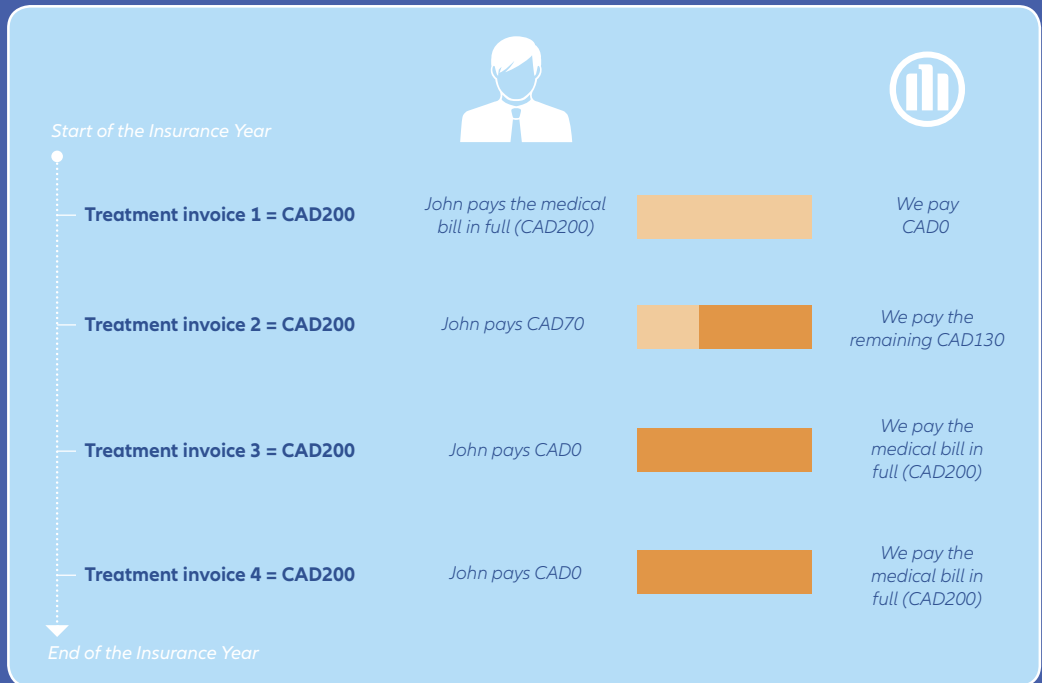 Start of the Insurance Year
Treatment invoice 1 = CAD200
John pays the medical
bill in full (CAD200)
We pay
CAD0
Treatment invoice 2 = CAD200
John pays CAD70
We pay the
remaining CAD130
Treatment invoice 3 = CAD200
John pays CAD0
We pay the
medical bill in
full (CAD200)
Treatment invoice 4 = CAD200
John pays CAD0
We pay the
medical bill in
full (CAD200)
End of the Insurance Year